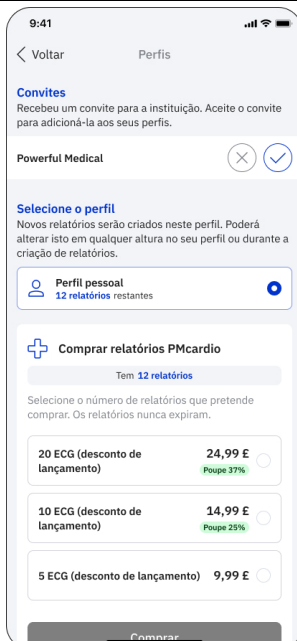 9:41
Voltar
Perfis
Convites
Recebeu um convite para a instituição. Aceite o convite
para adicioná-la aos seus perfis.
Powerful Medical
Selecione o perfil
Novos relatórios serão criados neste perfil. Poderá
alterar isto em qualquer altura no seu perfil ou durante a
criação de relatórios.
Perfil pessoal
12 relatórios restantes
Comprar relatórios PMcardio
Tem 12 relatórios
Selecione o número de relatórios que pretende
comprar. Os relatórios nunca expiram.
20 ECG (desconto de
lançamento)
24,99 £
Poupe 37%
10 ECG (desconto de
lançamento)
14,99 £
Poupe 25%
5 ECG (desconto de lançamento)
9,99 £
Comprar